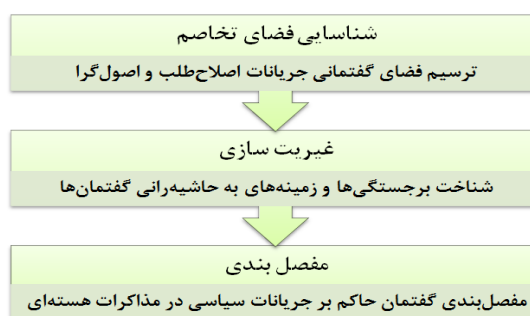 شناسایی فضای تخاصم
ترسیم فضای گفتمانی جریانات اصلاح‌طلب و اصول‌گرا
غیریت سازی
شناخت برجستگی‌ها و زمینه‌های به حاشیه‌رانی گفتمان‌ها
مفصل بندی
مفصل‌بندی گفتمان حاکم بر جریانات سیاسی در مذاکرات هسته‌ای